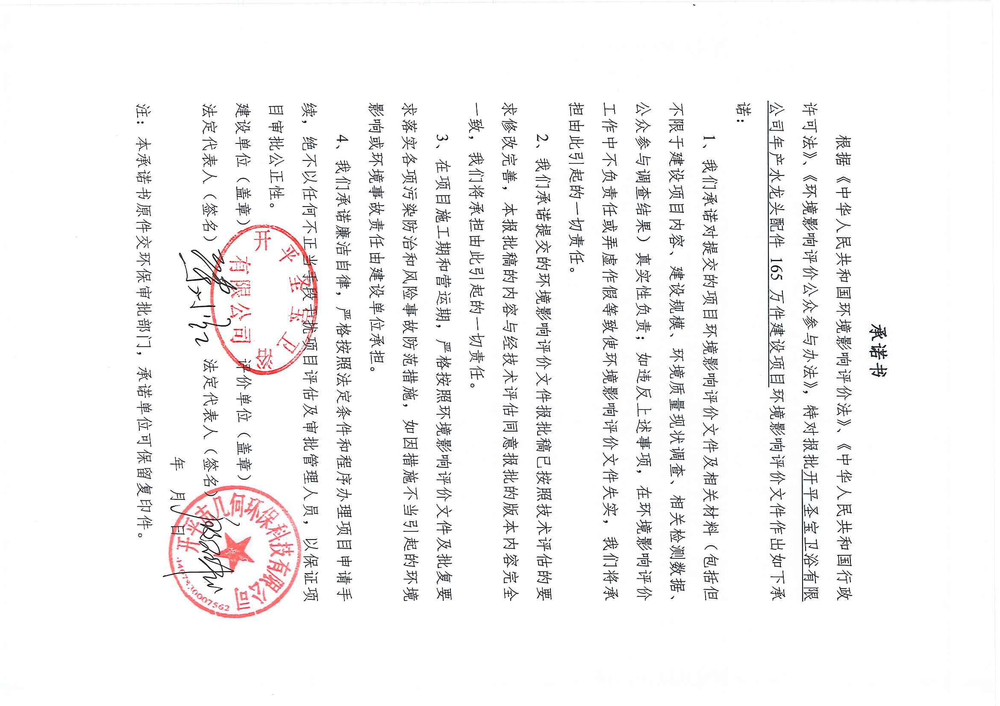 承诺书
根据《中华人民共和国环境影响评价法》、《中华人民共和国行政
许可法》、《环境影响评价公众参与办法》，特对报批开平圣宝卫浴有限
公司年产水龙头配件 165 万件建设项目环境影响评价文件作出如下承
诺：
1、我们承诺对提交的项目环境影响评价文件及相关材料（包括但
不限于建设项目内容、建设规模、环境质量现状调查、相关检测数据、
公众参与调查结果）真实性负责；如违反上述事项，在环境影响评价
工作中不负责任或弄虚作假等致使环境影响评价文件失实，我们将承
担由此引起的一切责任。
2、我们承诺提交的环境影响评价文件报批稿已按照技术评估的要
求修改完善，本报批稿的内容与经技术评估同意报批的版本内容完全
一致，我们将承担由此引起的一切责任。
3、在项目施工期和营运期，严格按照环境影响评价文件及批复要
求落实各项污染防治和风险事故防范措施，如因措施不当引起的环境
影响或环境事故责任由建设单位承担。
4、我们承诺廉洁自律，严格按照法定条件和程序办理项目申请手
续，绝不以任何不正当手段干扰项目评估及审批管理人员，以保证项
目审批公正性。
建设单位（盖章） 评价单位（盖章）
开平圣宝卫浴
有限公司
开平市几何环保科技有限公司
法定代表人（签名） 法定代表人（签名）
年 月 日
注：本承诺书原件交环保审批部门，承诺单位可保留复印件。